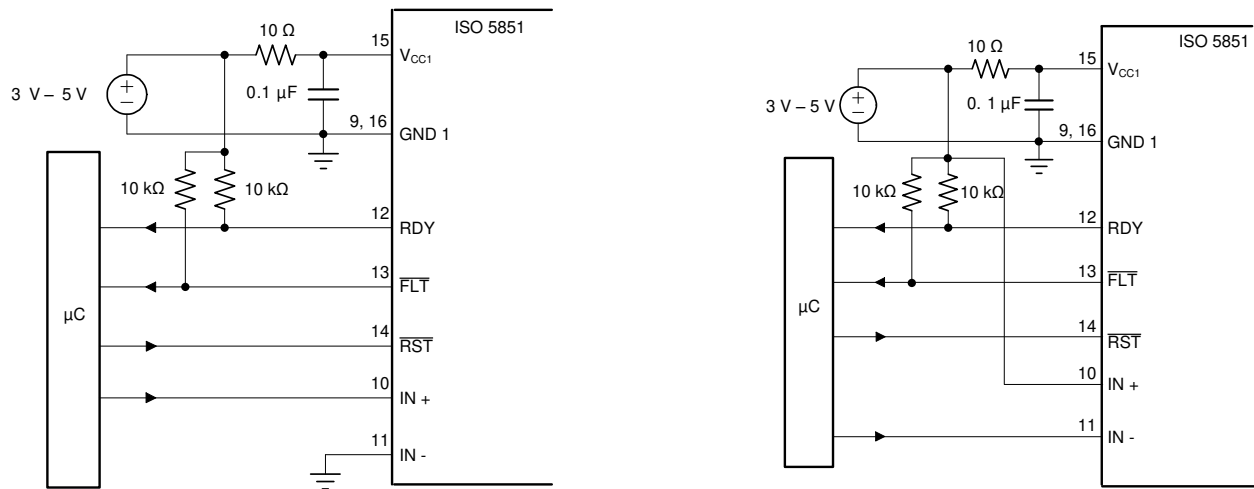 ISO 5851
10 Ω
15
VCC1
3 V – 5 V
0.1 µF
9, 16
GND 1
10 kΩ
10 kΩ
12
RDY
13
FLT
µC
14
RST
10
IN +
11
IN -
ISO 5851
10 Ω
15
VCC1
3 V – 5 V
0. 1 µF
9, 16
GND 1
10 kΩ
10 kΩ
12
RDY
13
FLT
µC
14
RST
10
IN +
11
IN -